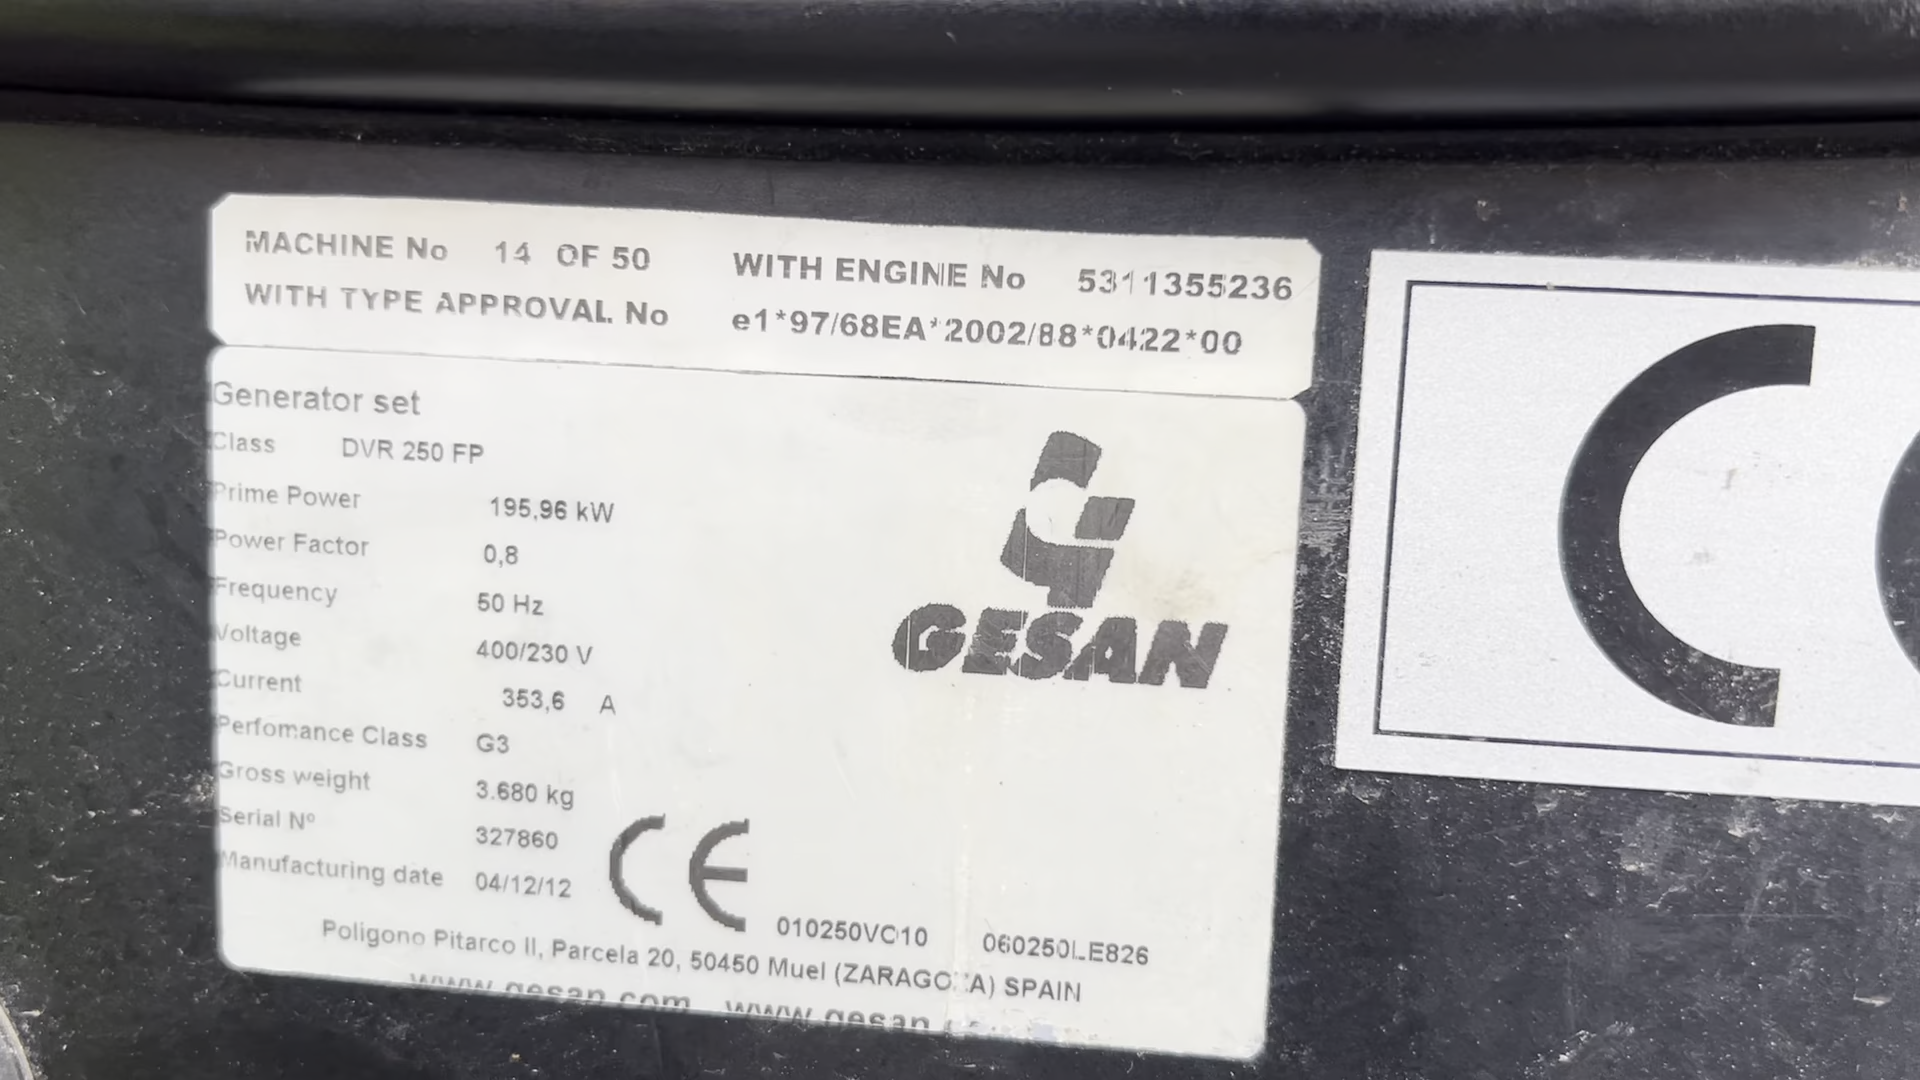 MACHINE No 14 OF 50 WITH ENGINE No 5311355236
WITH TYPE APPROVAL No e1*97/68EA*2002/88*0422*00
Generator set
Class DVR 250 FP
Prime Power 195,96 kW
Power Factor 0,8
Frequency 50 Hz
Voltage 400/230 V
Current 353,6 A
Perfomance Class G3
Gross weight 3.680 kg
Serial Nº 327860
Manufacturing date 04/12/12
GESAN
CE
010250VC10 060250LE826
Poligono Pitarco II, Parcela 20, 50450 Muel (ZARAGOZA) SPAIN
www.gesan.com www.gesan
C